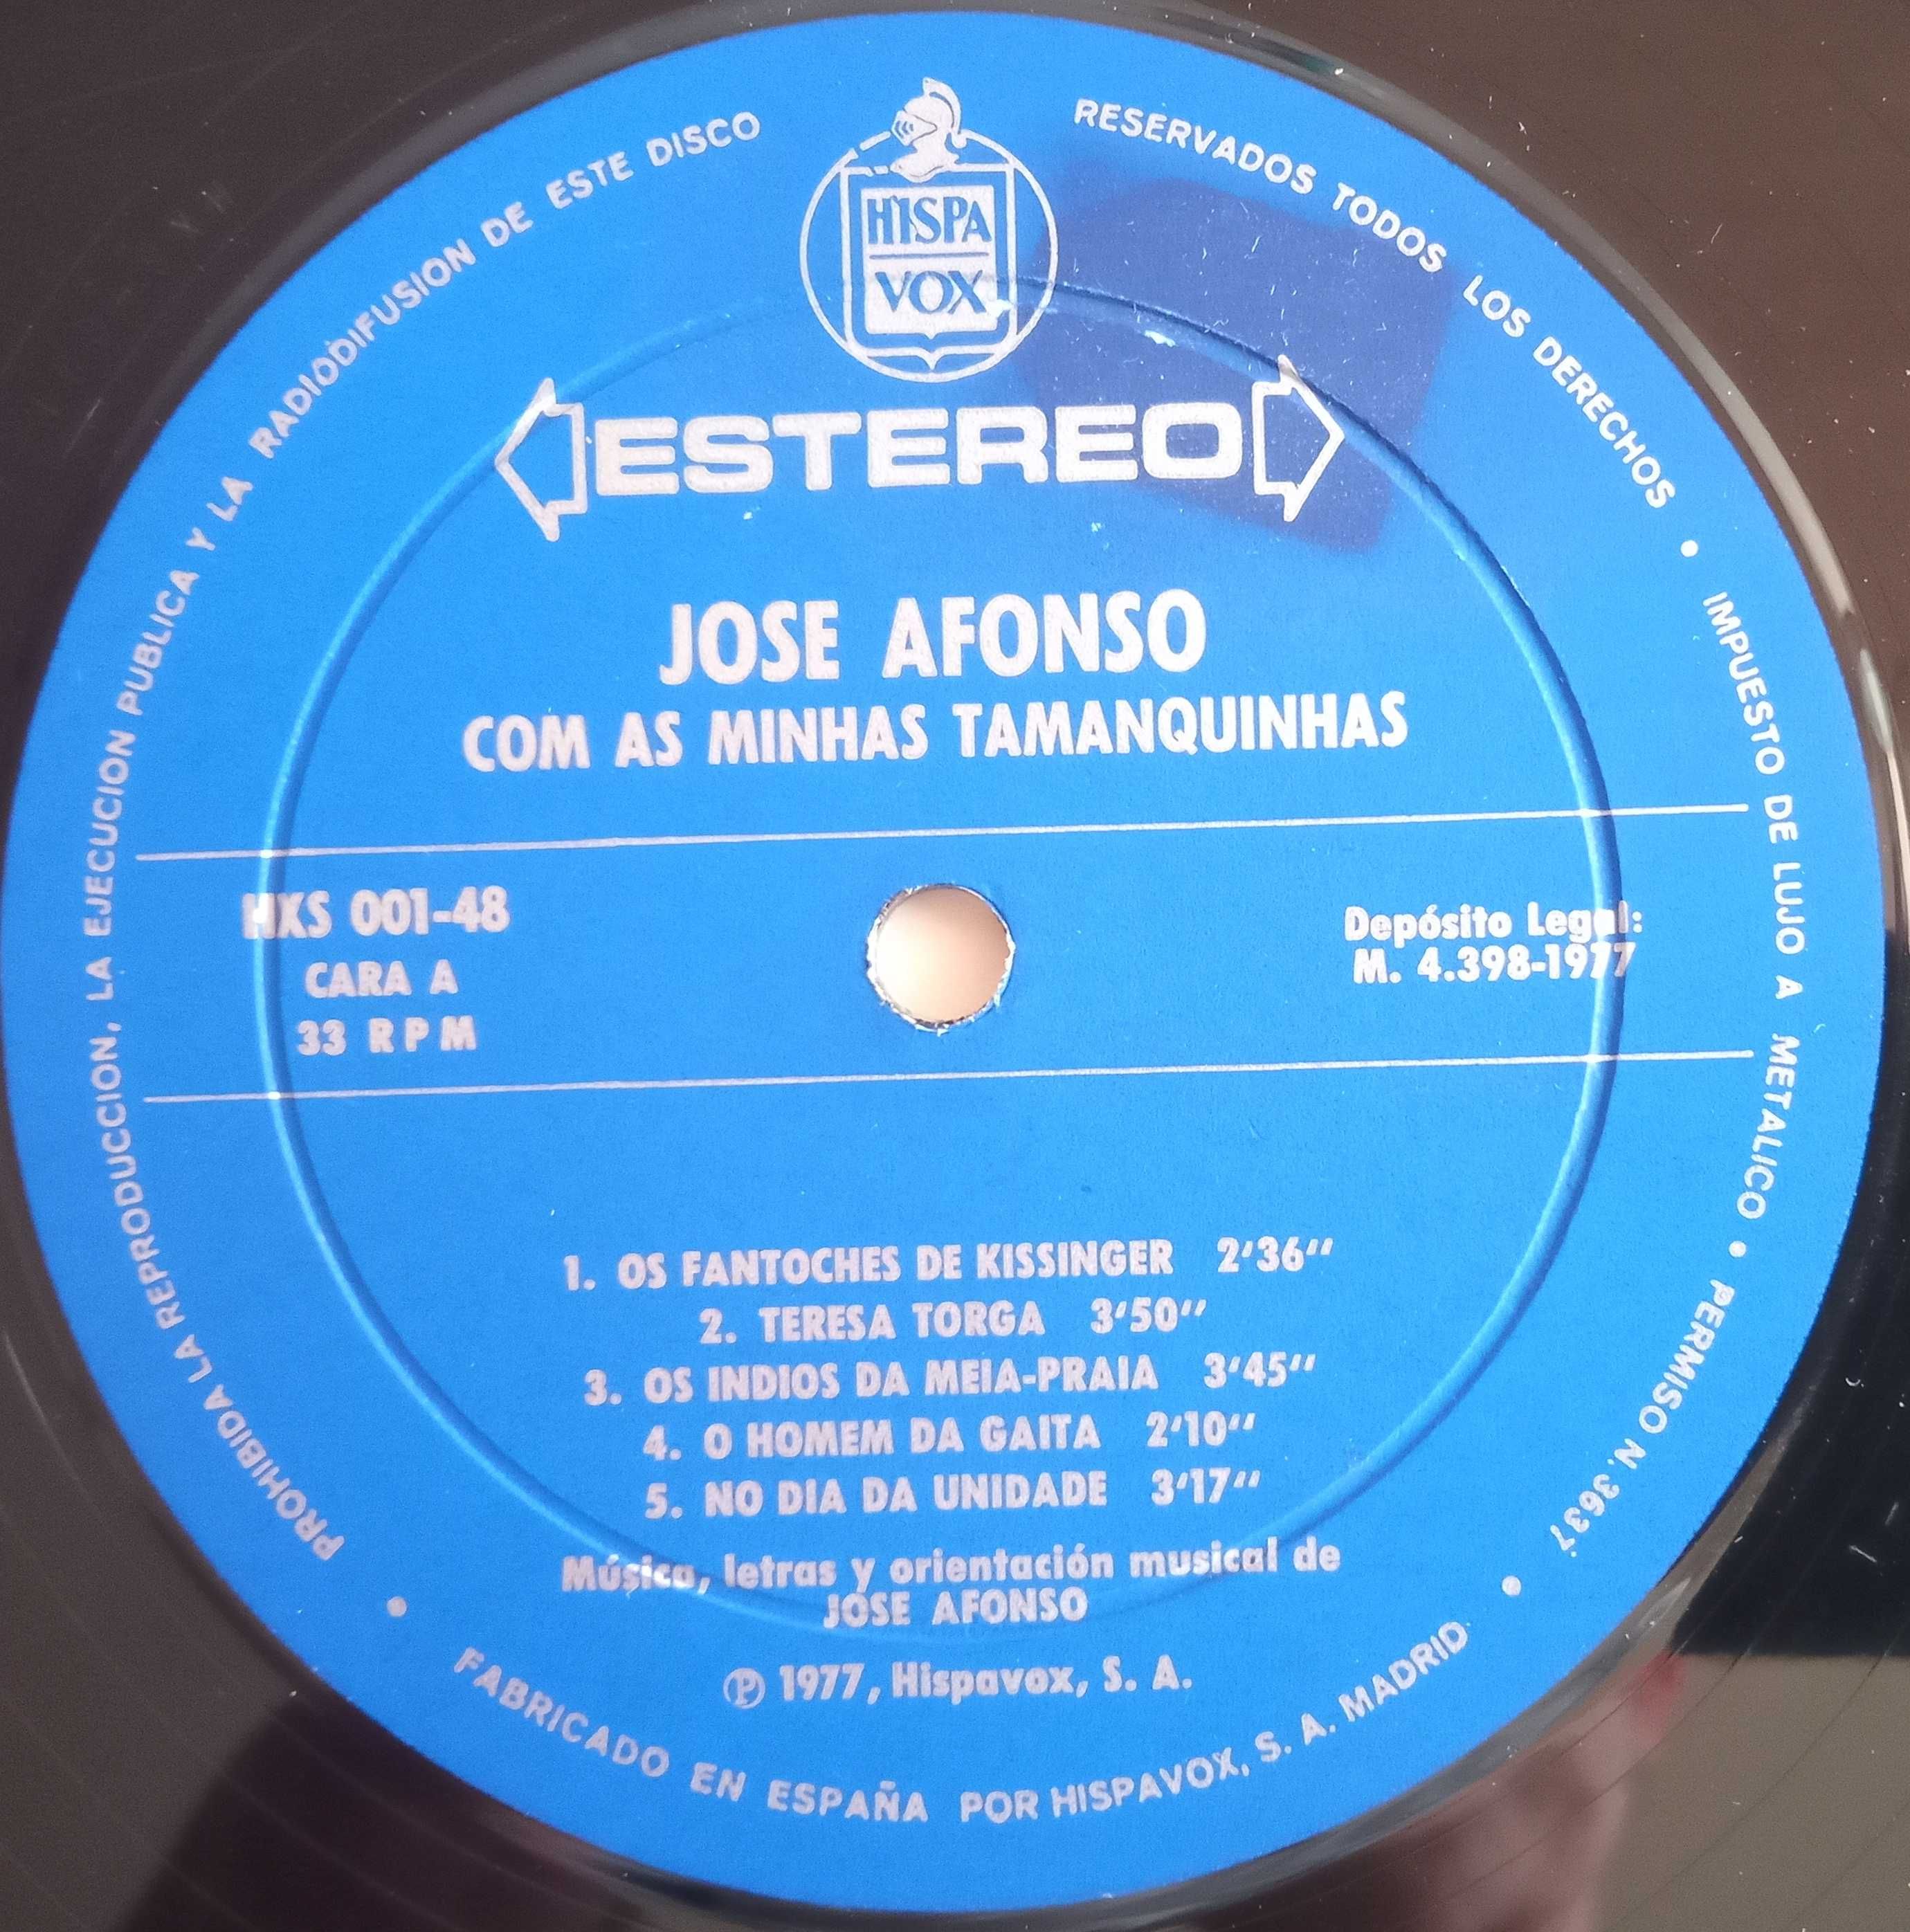 PROHIBIDA LA REPRODUCCION, LA EJECUCION PUBLICA Y LA RADIODIFUSION DE ESTE DISCO
RESERVADOS TODOS LOS DERECHOS • IMPUESTO DE LUJO A METALICO • PERMISO N. 3637
HISPA
VOX
ESTEREO
JOSE AFONSO
COM AS MINHAS TAMANQUINHAS
HXS 001-48
CARA A
33 RPM
Depósito Legal:
M. 4.398-1977
1. OS FANTOCHES DE KISSINGER 2'36"
2. TERESA TORGA 3'50"
3. OS INDIOS DA MEIA-PRAIA 3'45"
4. O HOMEM DA GAITA 2'10"
5. NO DIA DA UNIDADE 3'17"
Música, letras y orientación musical de
JOSE AFONSO
℗ 1977, Hispavox, S. A.
• FABRICADO EN ESPAÑA POR HISPAVOX, S. A. MADRID •